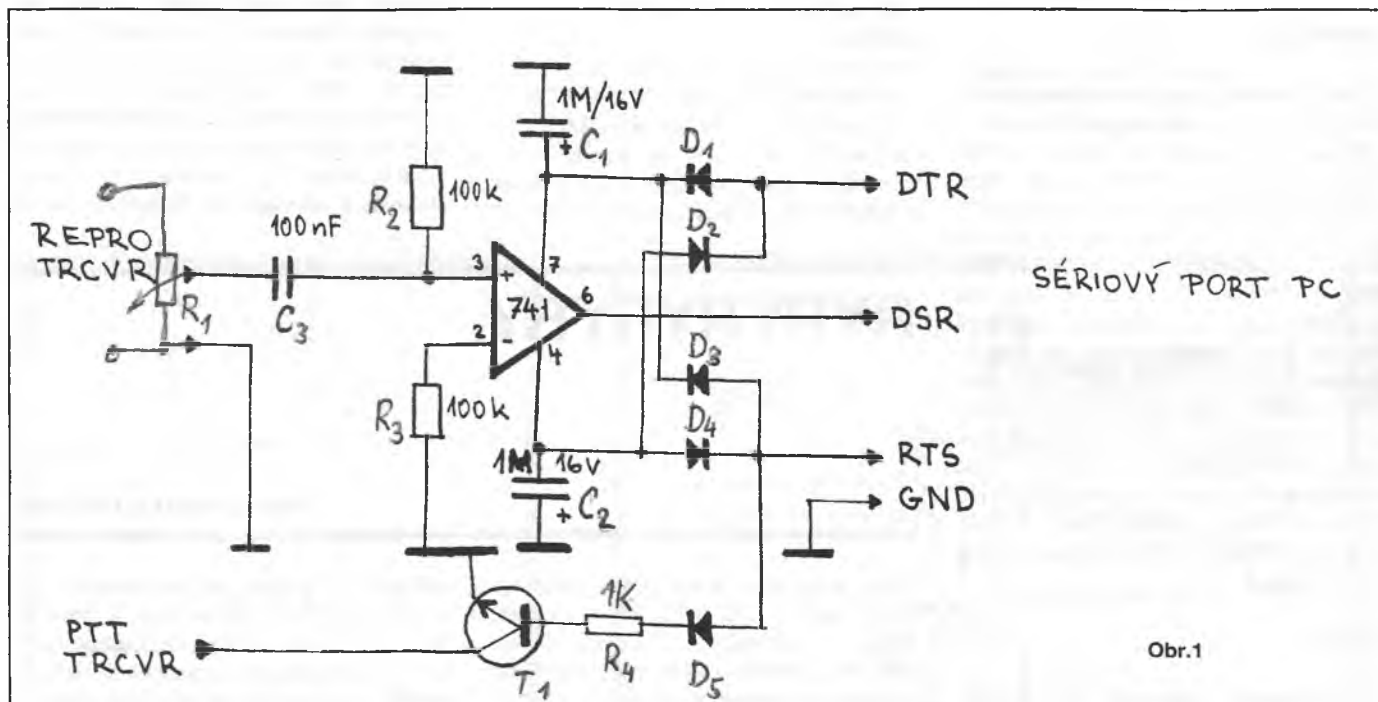 1M/16V
+ C1
D1
DTR
R2
100k
D2
REPRO
TRCVR
100nF
3
7
-
741
6
SÉRIOVÝ PORT PC
R1
C3
2
-
4
DSR
D3
R3
100k
D4
1M
16V
RTS
+ C2
GND
1K
PTT
TRCVR
T1
R4
D5
Obr.1